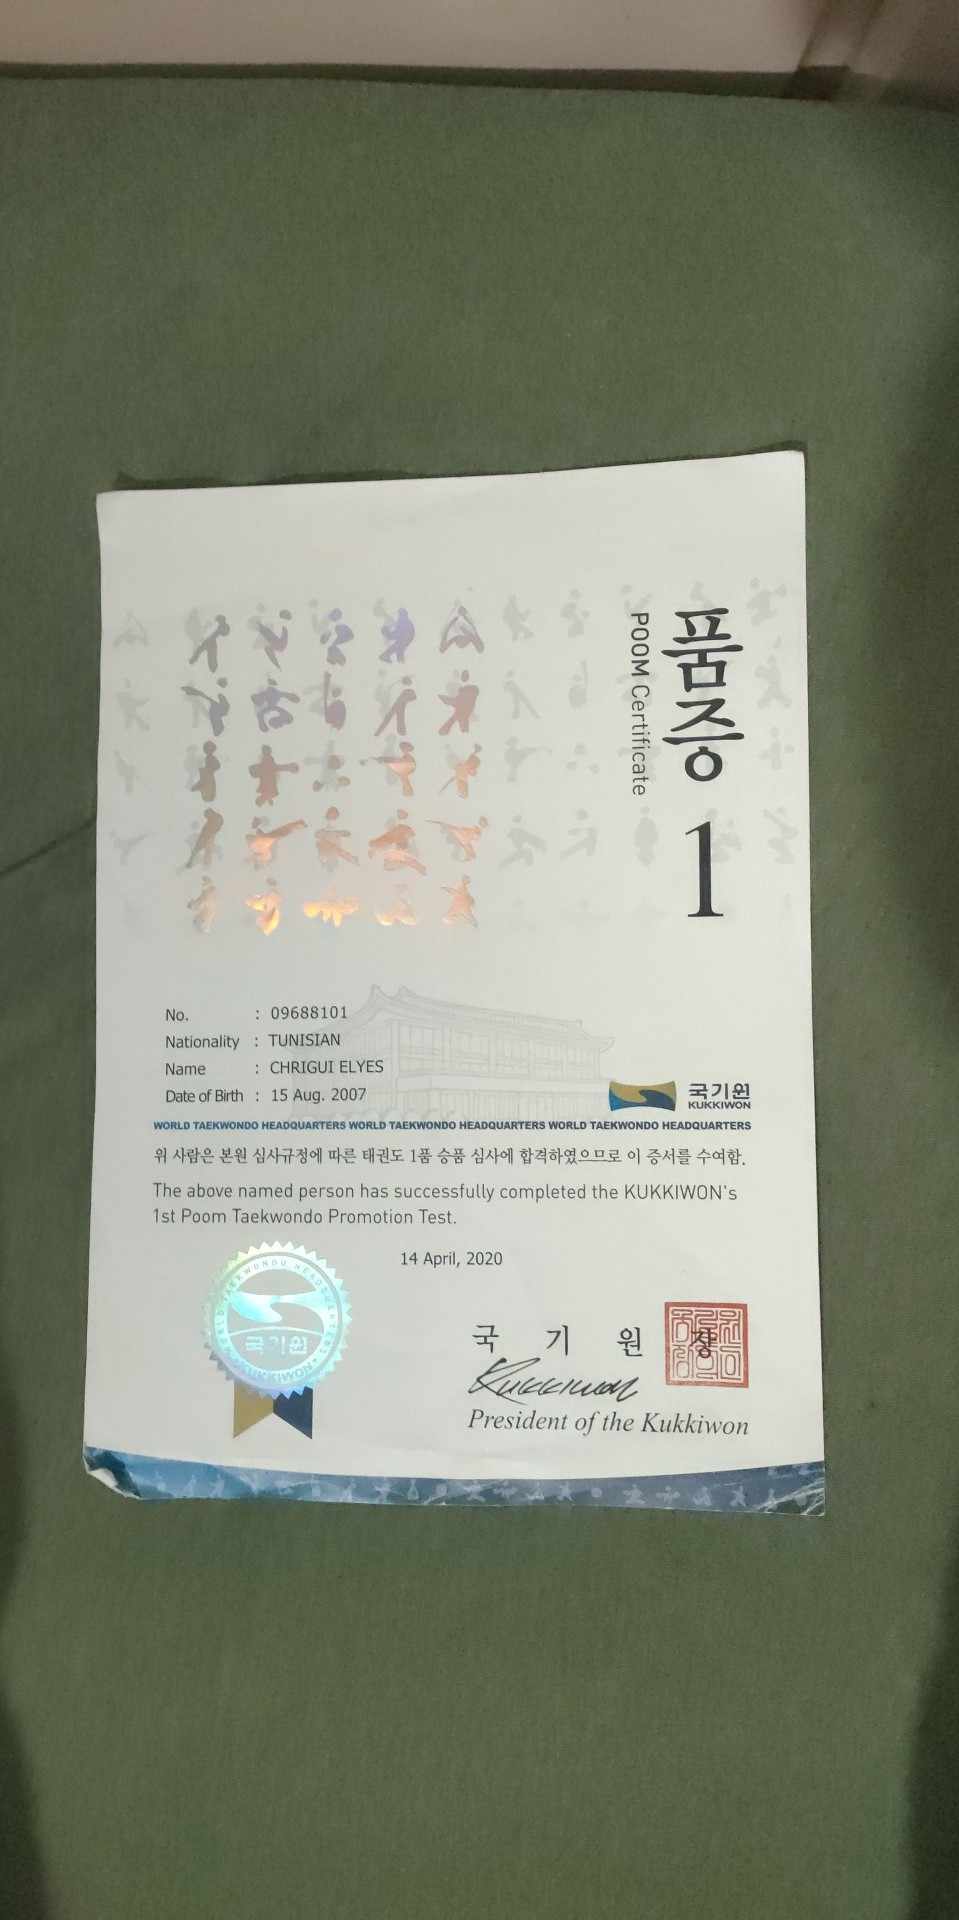 품증 1
POOM Certificate
No. : 09688101
Nationality : TUNISIAN
Name : CHRIGUI ELYES
Date of Birth : 15 Aug. 2007
국기원
KUKKIWON
WORLD TAEKWONDO HEADQUARTERS WORLD TAEKWONDO HEADQUARTERS WORLD TAEKWONDO HEADQUARTERS
위 사람은 본원 심사규정에 따른 태권도 1품 승품 심사에 합격하였으므로 이 증서를 수여함.
The above named person has successfully completed the KUKKIWON's
1st Poom Taekwondo Promotion Test.
14 April, 2020
WORLD TAEKWONDO HEADQUARTERS
국기원
KUKKIWON
국 기 원 장
Kukkiwon
President of the Kukkiwon